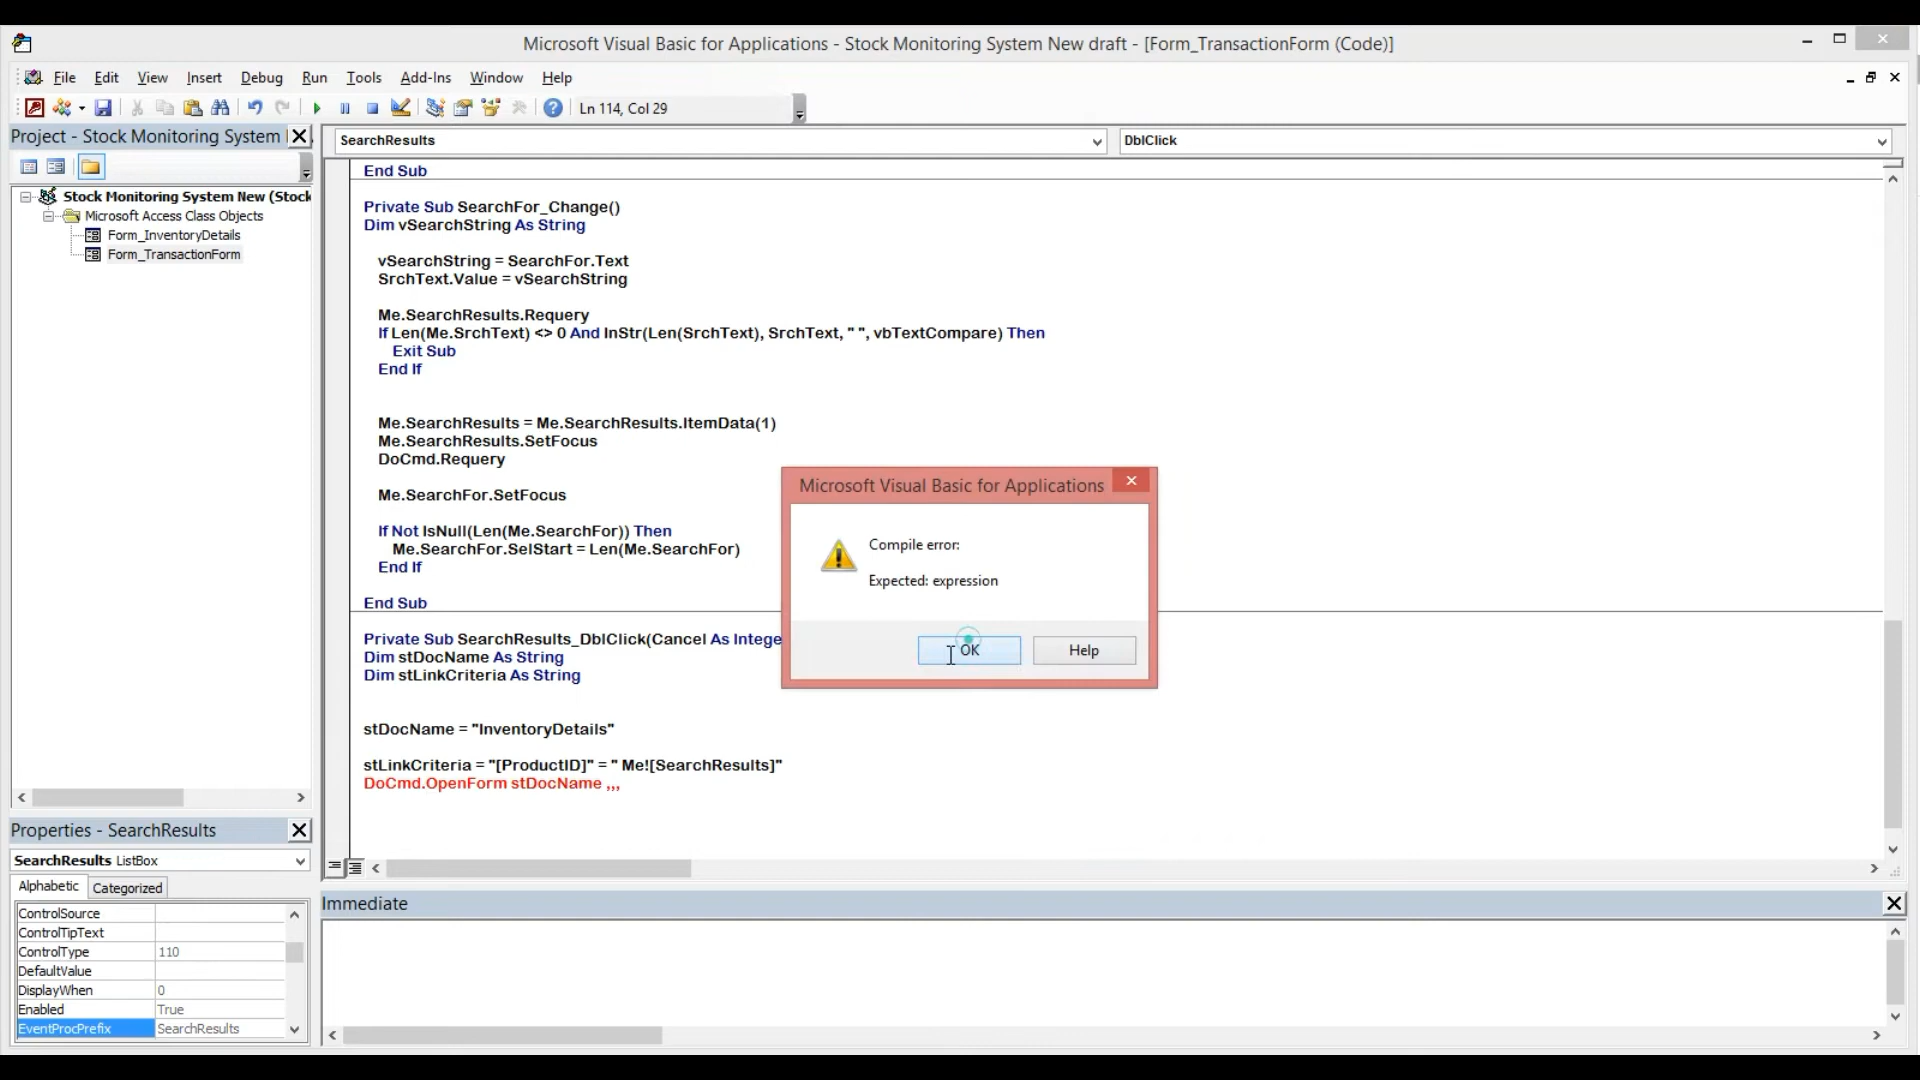 Microsoft Visual Basic for Applications - Stock Monitoring System New draft - [Form_TransactionForm (Code)]
File Edit View Insert Debug Run Tools Add-Ins Window Help
Ln 114, Col 29
Project - Stock Monitoring System
SearchResults
DblClick
Stock Monitoring System New (Stock
Microsoft Access Class Objects
Form_InventoryDetails
Form_TransactionForm
End Sub
Private Sub SearchFor_Change()
Dim vSearchString As String
vSearchString = SearchFor.Text
SrchText.Value = vSearchString
Me.SearchResults.Requery
If Len(Me.SrchText) <> 0 And InStr(Len(SrchText), SrchText, " ", vbTextCompare) Then
Exit Sub
End If
Me.SearchResults = Me.SearchResults.ItemData(1)
Me.SearchResults.SetFocus
DoCmd.Requery
Me.SearchFor.SetFocus
If Not IsNull(Len(Me.SearchFor)) Then
Me.SearchFor.SelStart = Len(Me.SearchFor)
End If
End Sub
Private Sub SearchResults_DblClick(Cancel As Intege
Dim stDocName As String
Dim stLinkCriteria As String
stDocName = "InventoryDetails"
stLinkCriteria = "[ProductID]" = " Me![SearchResults]"
DoCmd.OpenForm stDocName ,,,
Microsoft Visual Basic for Applications
Compile error:
Expected: expression
OK
Help
Properties - SearchResults
SearchResults ListBox
Alphabetic Categorized
ControlSource
ControlTipText
ControlType 110
DefaultValue
DisplayWhen 0
Enabled True
EventProcPrefix SearchResults
Immediate